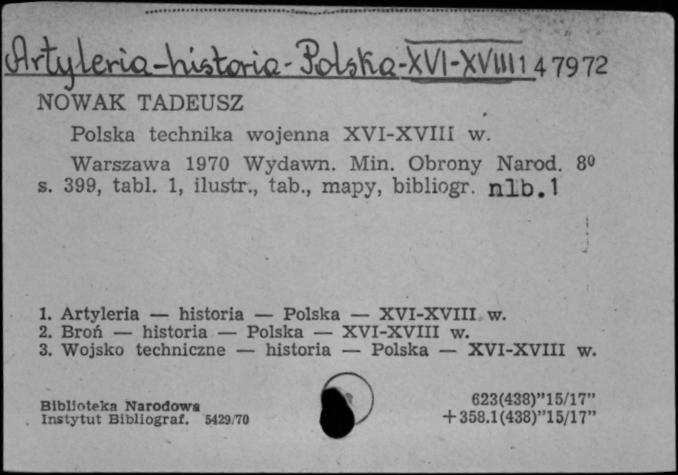 Artyleria-historia-Polska-XVI-XVIII 147972
NOWAK TADEUSZ
Polska technika wojenna XVI-XVIII w.
Warszawa 1970 Wydawn. Min. Obrony Narod. 8⁰
s. 399, tabl. 1, ilustr., tab., mapy, bibliogr. nlb.1
1. Artyleria — historia — Polska — XVI-XVIII w.
2. Broń — historia — Polska — XVI-XVIII w.
3. Wojsko techniczne — historia — Polska — XVI-XVIII w.
Biblioteka Narodowa 623(438)"15/17"
Instytut Bibliograf. 5429/70 +358.1(438)"15/17"